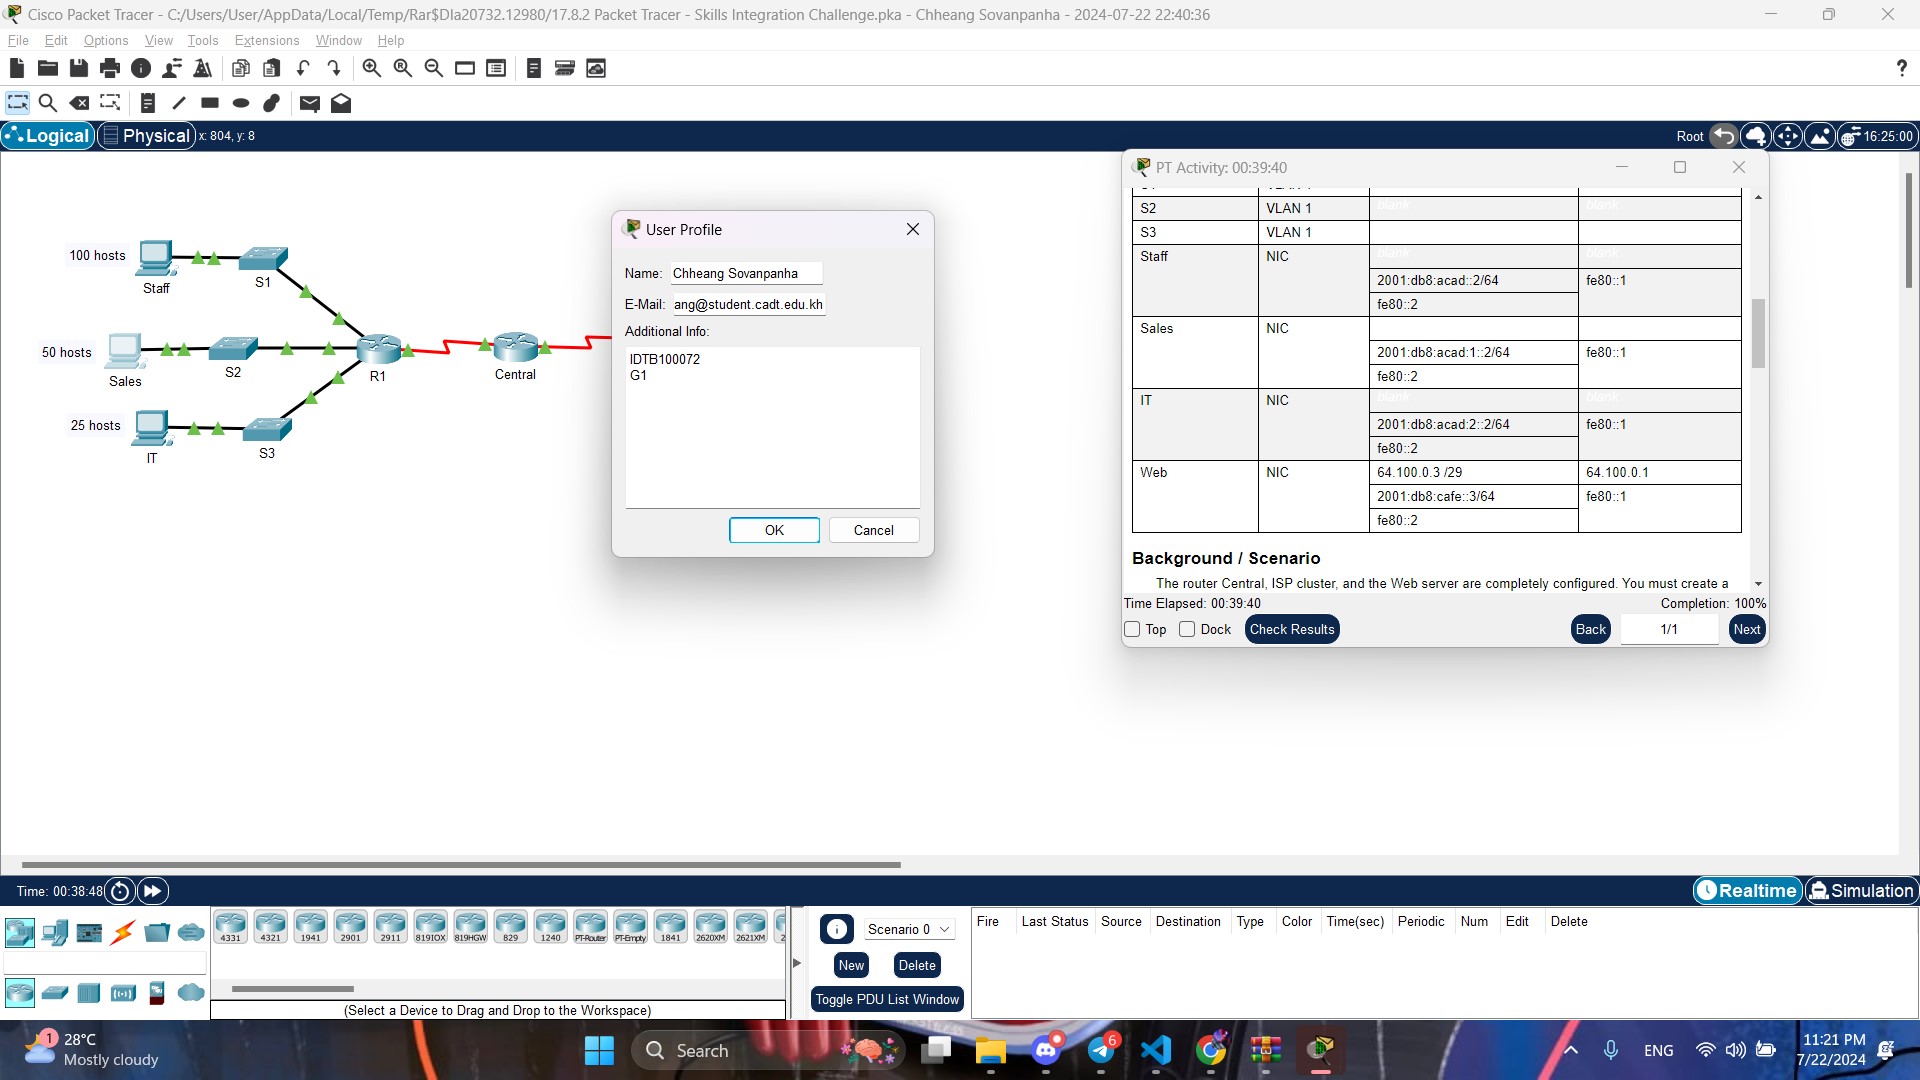 Cisco Packet Tracer - C:/Users/User/AppData/Local/Temp/Rar$DIa20732.12980/17.8.2 Packet Tracer - Skills Integration Challenge.pka - Chheang Sovanpanha - 2024-07-22 22:40:36
File Edit Options View Tools Extensions Window Help
Logical Physical x: 804, y: 8
Root 16:25:00
100 hosts
Staff
S1
50 hosts
Sales
S2
R1
Central
25 hosts
IT
S3
User Profile
Name: Chheang Sovanpanha
E-Mail: ang@student.cadt.edu.kh
Additional Info:
IDTB100072
G1
OK Cancel
PT Activity: 00:39:40
S2 VLAN 1 blank blank
S3 VLAN 1
Staff NIC blank blank
2001:db8:acad::2/64 fe80::1
fe80::2
Sales NIC
2001:db8:acad:1::2/64 fe80::1
fe80::2
IT NIC blank blank
2001:db8:acad:2::2/64 fe80::1
fe80::2
Web NIC 64.100.0.3 /29 64.100.0.1
2001:db8:cafe::3/64 fe80::1
fe80::2
Background / Scenario
The router Central, ISP cluster, and the Web server are completely configured. You must create a
Time Elapsed: 00:39:40 Completion: 100%
Top Dock Check Results Back 1/1 Next
Time: 00:38:48
Realtime Simulation
4331 4321 1941 2901 2911 819IOX 819HGW 829 1240 PT-Router PT-Empty 1841 2620XM 2621XM 2
(Select a Device to Drag and Drop to the Workspace)
Scenario 0
New Delete
Toggle PDU List Window
Fire Last Status Source Destination Type Color Time(sec) Periodic Num Edit Delete
1
28°C
Mostly cloudy
Search
6
ENG
11:21 PM
7/22/2024